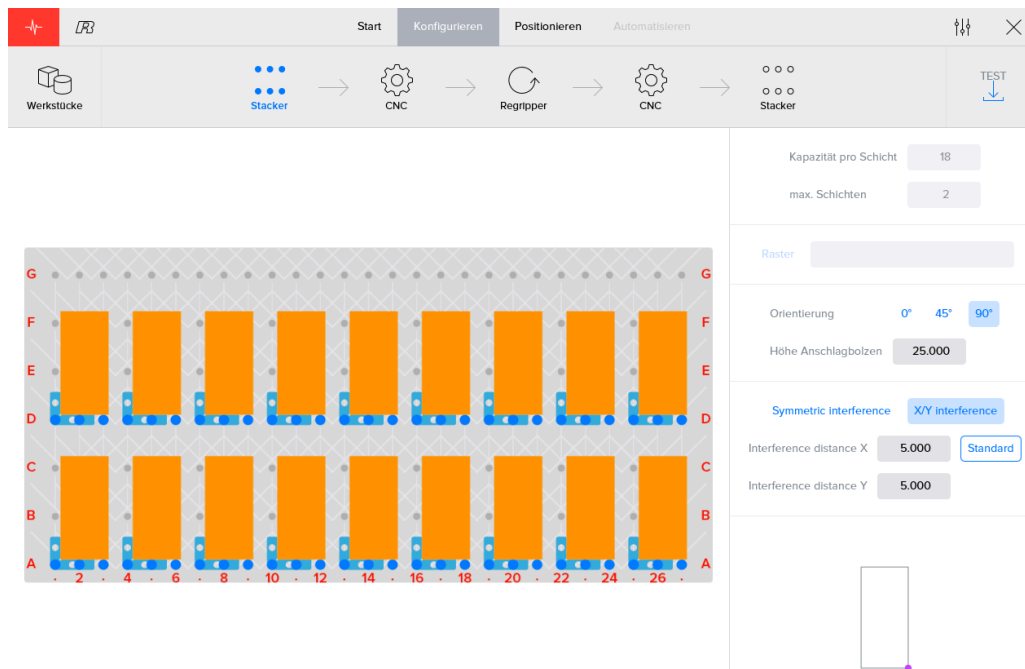 Start Konfigurieren Positionieren Automatisieren
Werkstücke Stacker CNC Regripper CNC Stacker TEST
Kapazität pro Schicht 18
max. Schichten 2
Raster
Orientierung 0° 45° 90°
Höhe Anschlagbolzen 25.000
Symmetric interference X/Y interference
Interference distance X 5.000 Standard
Interference distance Y 5.000
G G
F F
E E
D D
C C
B B
A A
· 2 · 4 · 6 · 8 · 10 · 12 · 14 · 16 · 18 · 20 · 22 · 24 · 26 ·